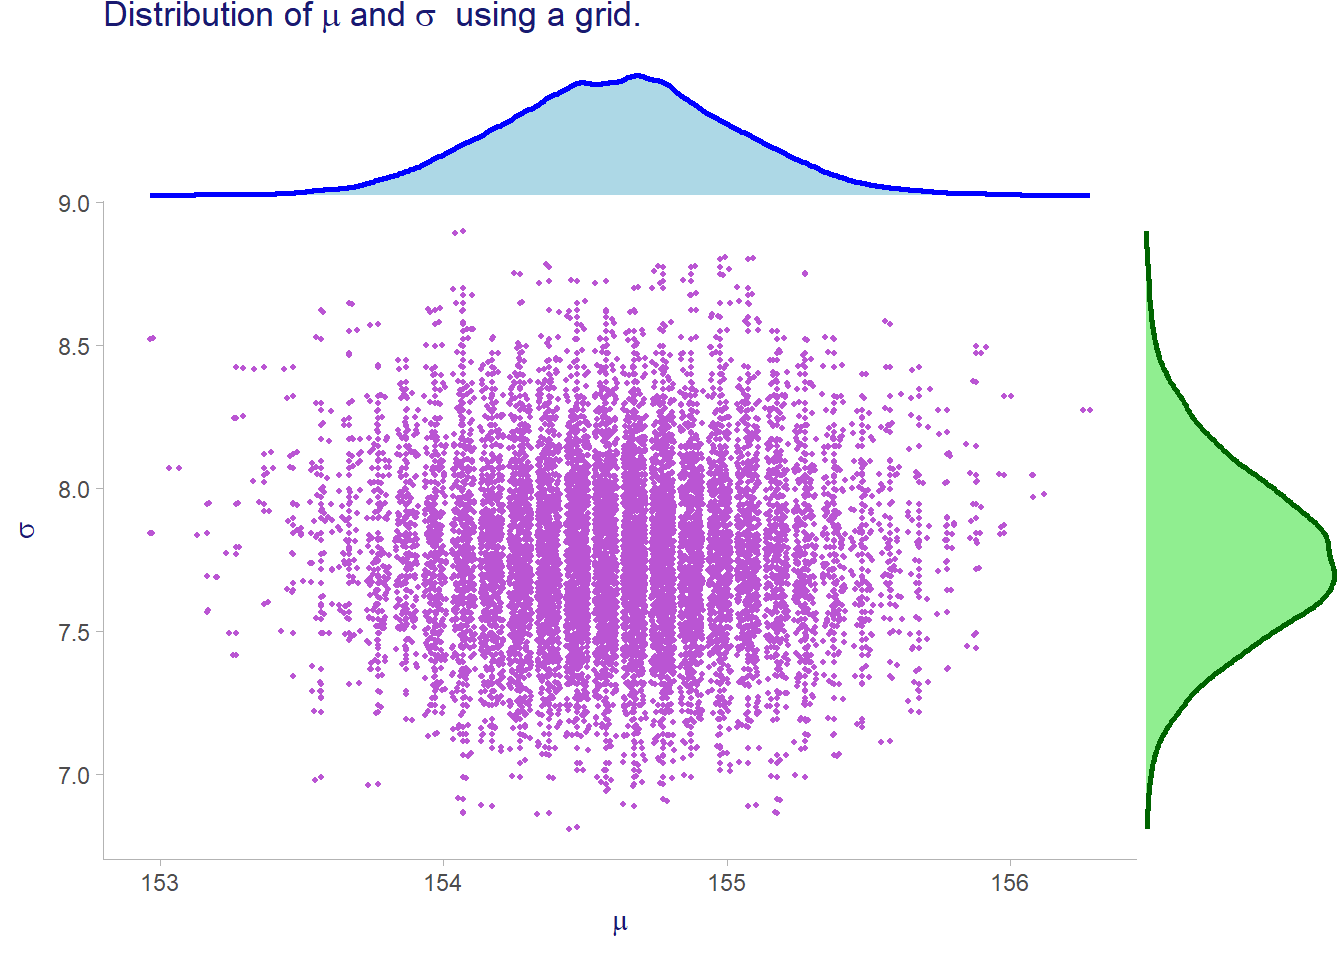 Distribution of μ and σ  using a grid.
9.0
8.5
8.0
7.5
7.0
σ
153 154 155 156
μ